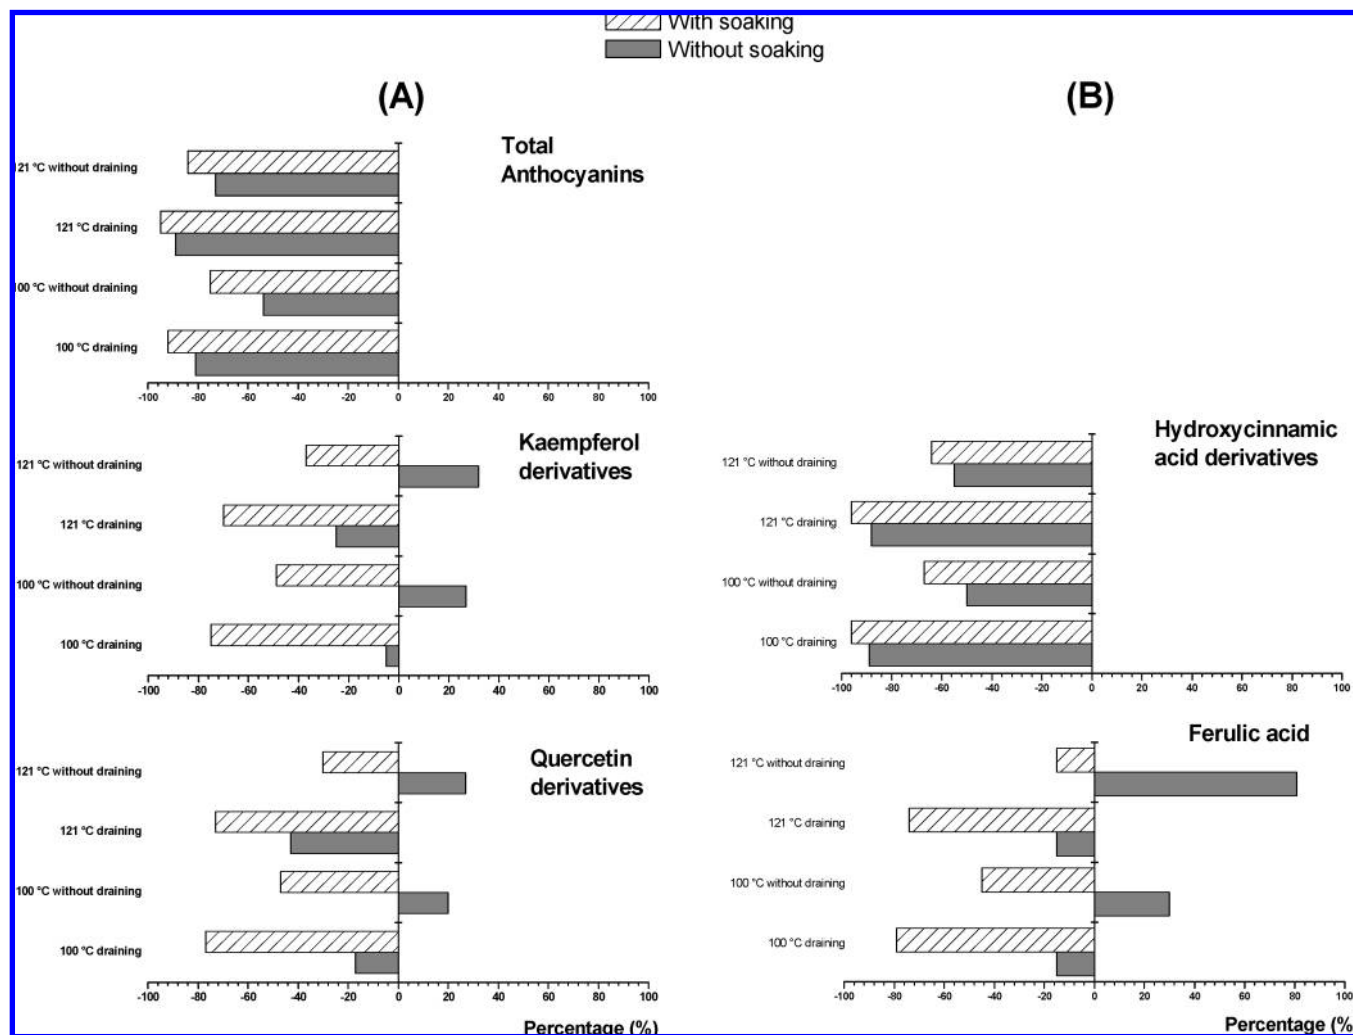 With soaking
Without soaking
(A)
(B)
Total
Anthocyanins
121 °C without draining
121 °C draining
100 °C without draining
100 °C draining
-100 -80 -60 -40 -20 0 20 40 60 80 100
Kaempferol
derivatives
121 °C without draining
121 °C draining
100 °C without draining
100 °C draining
-100 -80 -60 -40 -20 0 20 40 60 80 100
Quercetin
derivatives
121 °C without draining
121 °C draining
100 °C without draining
100 °C draining
-100 -80 -60 -40 -20 0 20 40 60 80 100
Percentage (%)
Hydroxycinnamic
acid derivatives
121 °C without draining
121 °C draining
100 °C without draining
100 °C draining
-100 -80 -60 -40 -20 0 20 40 60 80 100
Ferulic acid
121 °C without draining
121 °C draining
100 °C without draining
100 °C draining
-100 -80 -60 -40 -20 0 20 40 60 80 100
Percentage (%)